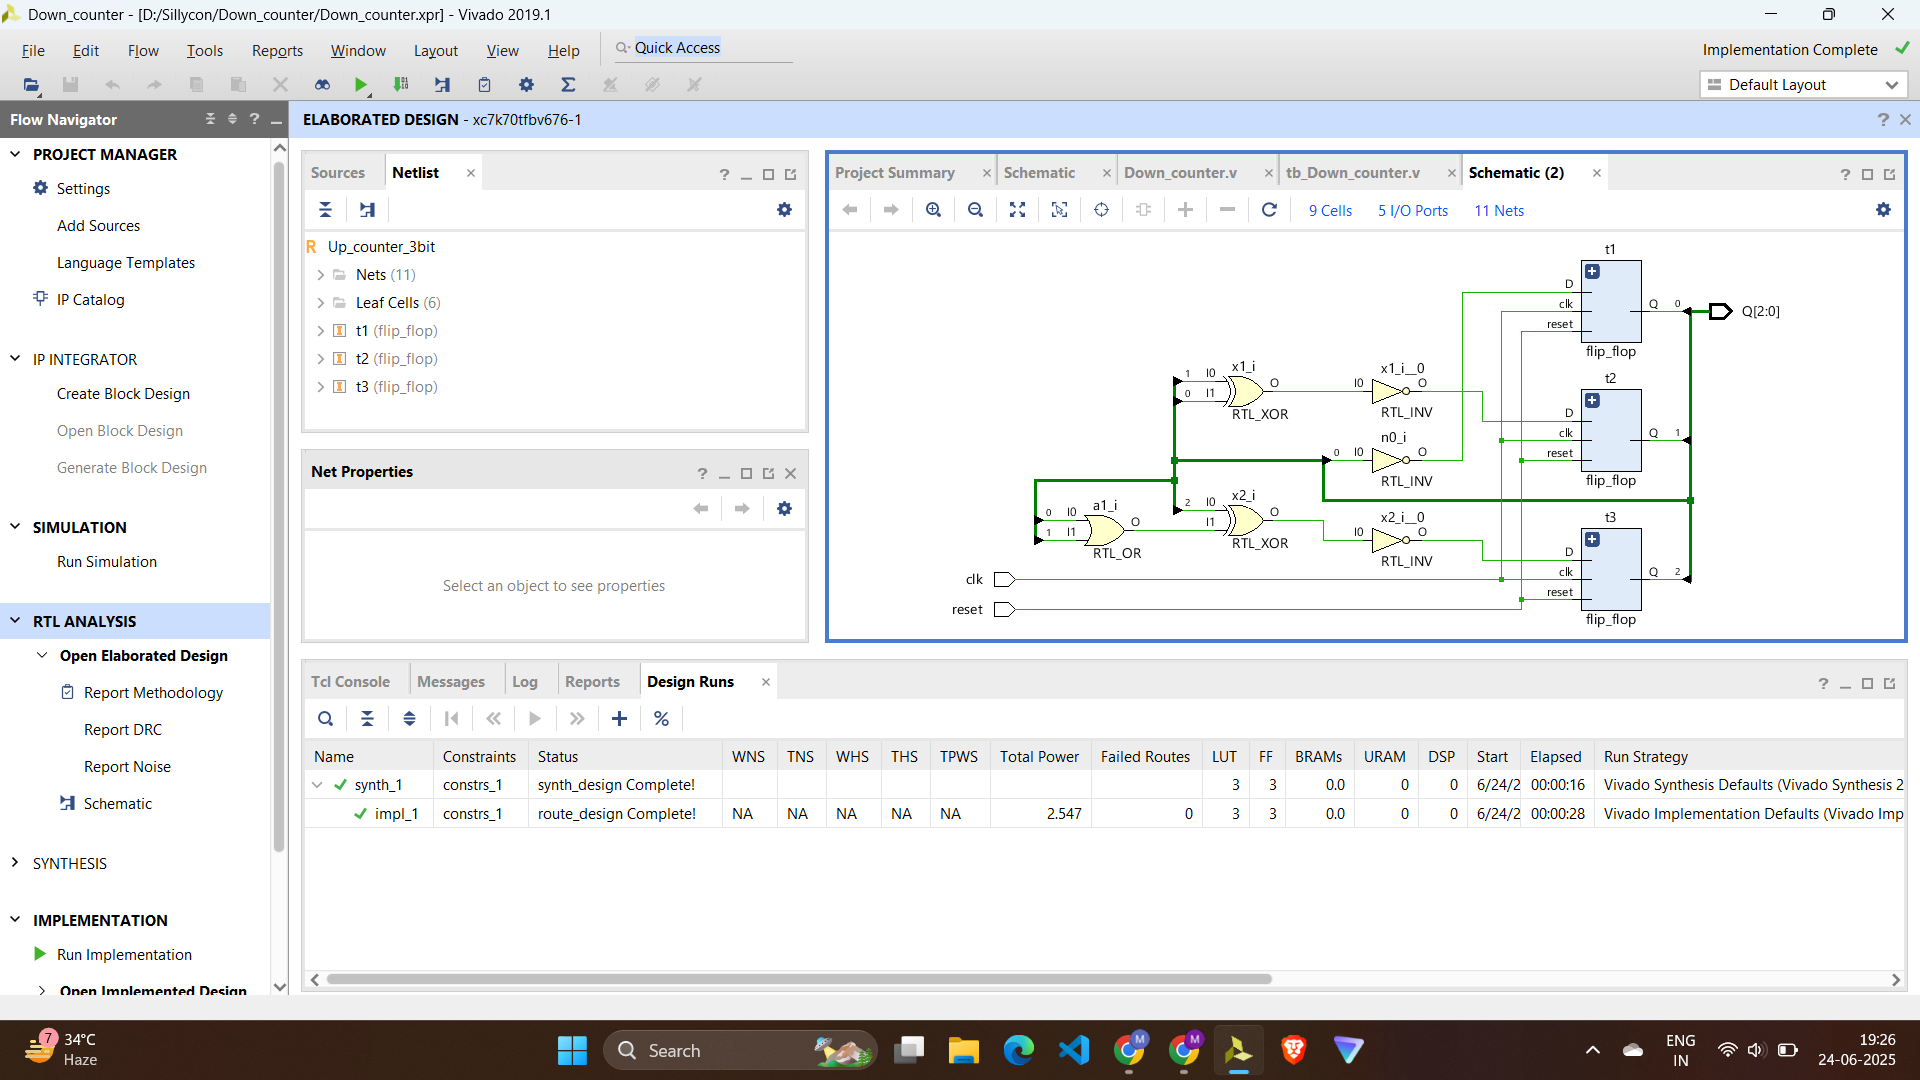 Down_counter - [D:/Sillycon/Down_counter/Down_counter.xpr] - Vivado 2019.1
File Edit Flow Tools Reports Window Layout View Help Quick Access
Implementation Complete
Default Layout
Flow Navigator
ELABORATED DESIGN - xc7k70tfbv676-1
PROJECT MANAGER
Settings
Add Sources
Language Templates
IP Catalog
IP INTEGRATOR
Create Block Design
Open Block Design
Generate Block Design
SIMULATION
Run Simulation
RTL ANALYSIS
Open Elaborated Design
Report Methodology
Report DRC
Report Noise
Schematic
SYNTHESIS
IMPLEMENTATION
Run Implementation
Open Implemented Design
Sources Netlist
R Up_counter_3bit
Nets (11)
Leaf Cells (6)
t1 (flip_flop)
t2 (flip_flop)
t3 (flip_flop)
Net Properties
Select an object to see properties
Project Summary Schematic Down_counter.v tb_Down_counter.v Schematic (2)
9 Cells 5 I/O Ports 11 Nets
t1
D
clk
reset
Q 0
Q[2:0]
flip_flop
x1_i
1 I0
0 I1
O
RTL_XOR
x1_i__0
I0 O
RTL_INV
t2
D
clk
reset
Q 1
flip_flop
n0_i
0 I0 O
RTL_INV
a1_i
0 I0
1 I1
O
RTL_OR
x2_i
2 I0
I1
O
RTL_XOR
x2_i__0
I0 O
RTL_INV
t3
D
clk
reset
Q 2
flip_flop
clk
reset
Tcl Console Messages Log Reports Design Runs
Name Constraints Status WNS TNS WHS THS TPWS Total Power Failed Routes LUT FF BRAMs URAM DSP Start Elapsed Run Strategy
synth_1 constrs_1 synth_design Complete! 3 3 0.0 0 0 6/24/2 00:00:16 Vivado Synthesis Defaults (Vivado Synthesis 2
impl_1 constrs_1 route_design Complete! NA NA NA NA NA 2.547 0 3 3 0.0 0 0 6/24/2 00:00:28 Vivado Implementation Defaults (Vivado Imp
7
34°C
Haze
Search
M
M
ENG
IN
19:26
24-06-2025